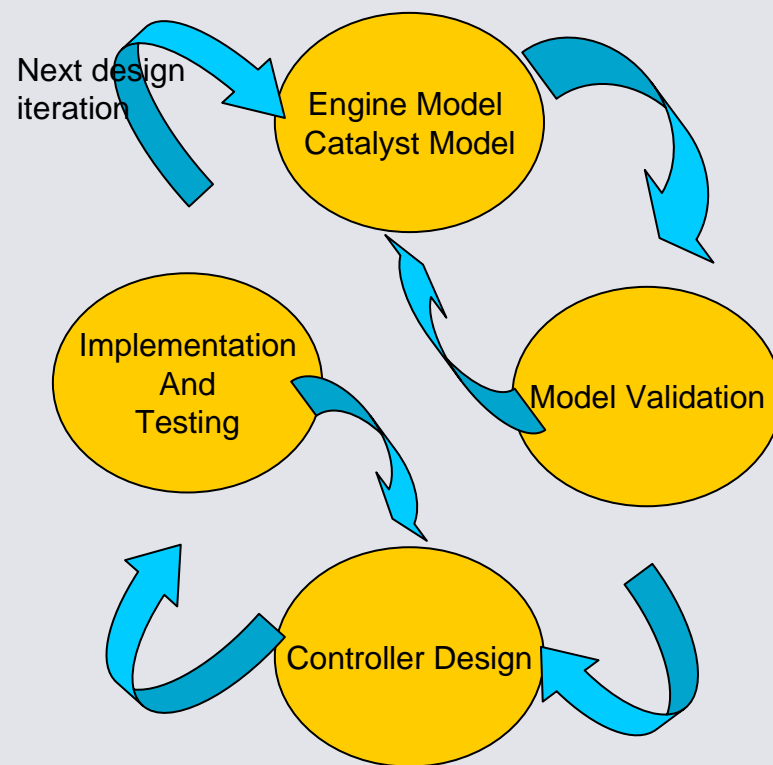 Next design
iteration
Engine Model
Catalyst Model
Implementation
And
Testing
Model Validation
Controller Design